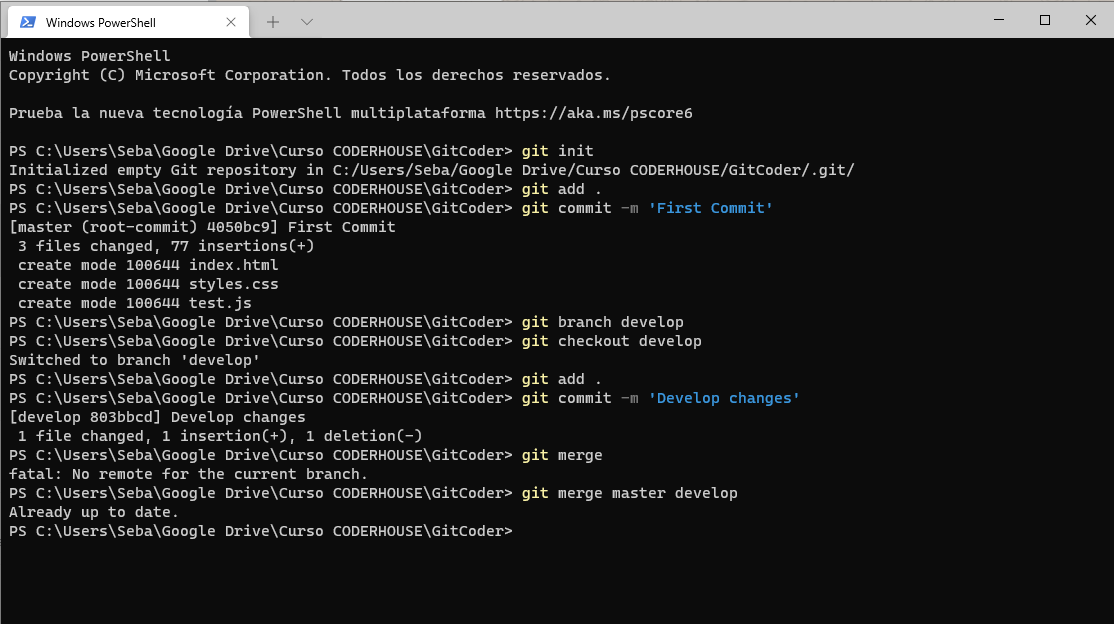 Windows PowerShell
Windows PowerShell
Copyright (C) Microsoft Corporation. Todos los derechos reservados.
Prueba la nueva tecnología PowerShell multiplataforma https://aka.ms/pscore6
PS C:\Users\Seba\Google Drive\Curso CODERHOUSE\GitCoder> git init
Initialized empty Git repository in C:/Users/Seba/Google Drive/Curso CODERHOUSE/GitCoder/.git/
PS C:\Users\Seba\Google Drive\Curso CODERHOUSE\GitCoder> git add .
PS C:\Users\Seba\Google Drive\Curso CODERHOUSE\GitCoder> git commit -m 'First Commit'
[master (root-commit) 4050bc9] First Commit
 3 files changed, 77 insertions(+)
 create mode 100644 index.html
 create mode 100644 styles.css
 create mode 100644 test.js
PS C:\Users\Seba\Google Drive\Curso CODERHOUSE\GitCoder> git branch develop
PS C:\Users\Seba\Google Drive\Curso CODERHOUSE\GitCoder> git checkout develop
Switched to branch 'develop'
PS C:\Users\Seba\Google Drive\Curso CODERHOUSE\GitCoder> git add .
PS C:\Users\Seba\Google Drive\Curso CODERHOUSE\GitCoder> git commit -m 'Develop changes'
[develop 803bbcd] Develop changes
 1 file changed, 1 insertion(+), 1 deletion(-)
PS C:\Users\Seba\Google Drive\Curso CODERHOUSE\GitCoder> git merge
fatal: No remote for the current branch.
PS C:\Users\Seba\Google Drive\Curso CODERHOUSE\GitCoder> git merge master develop
Already up to date.
PS C:\Users\Seba\Google Drive\Curso CODERHOUSE\GitCoder>